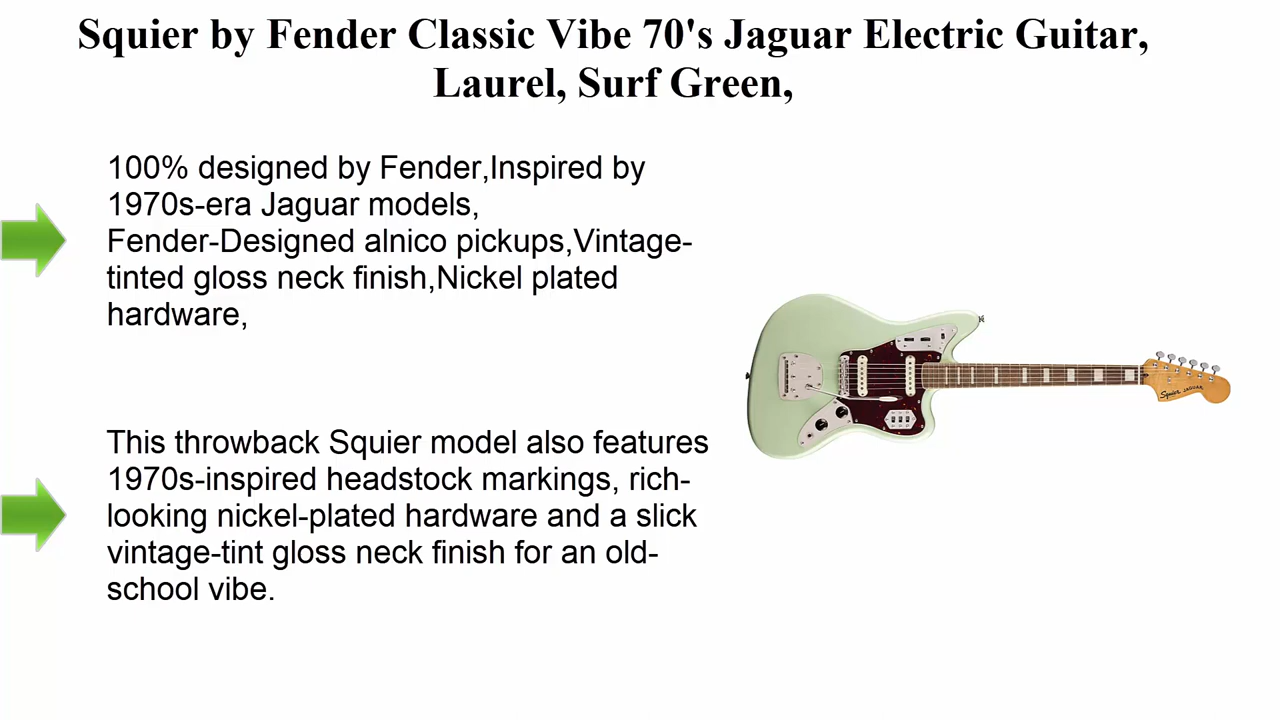 Squier by Fender Classic Vibe 70's Jaguar Electric Guitar,
Laurel, Surf Green,
100% designed by Fender,Inspired by
1970s-era Jaguar models,
Fender-Designed alnico pickups,Vintage-
tinted gloss neck finish,Nickel plated
hardware,
This throwback Squier model also features
1970s-inspired headstock markings, rich-
looking nickel-plated hardware and a slick
vintage-tint gloss neck finish for an old-
school vibe.
Squier JAGUAR